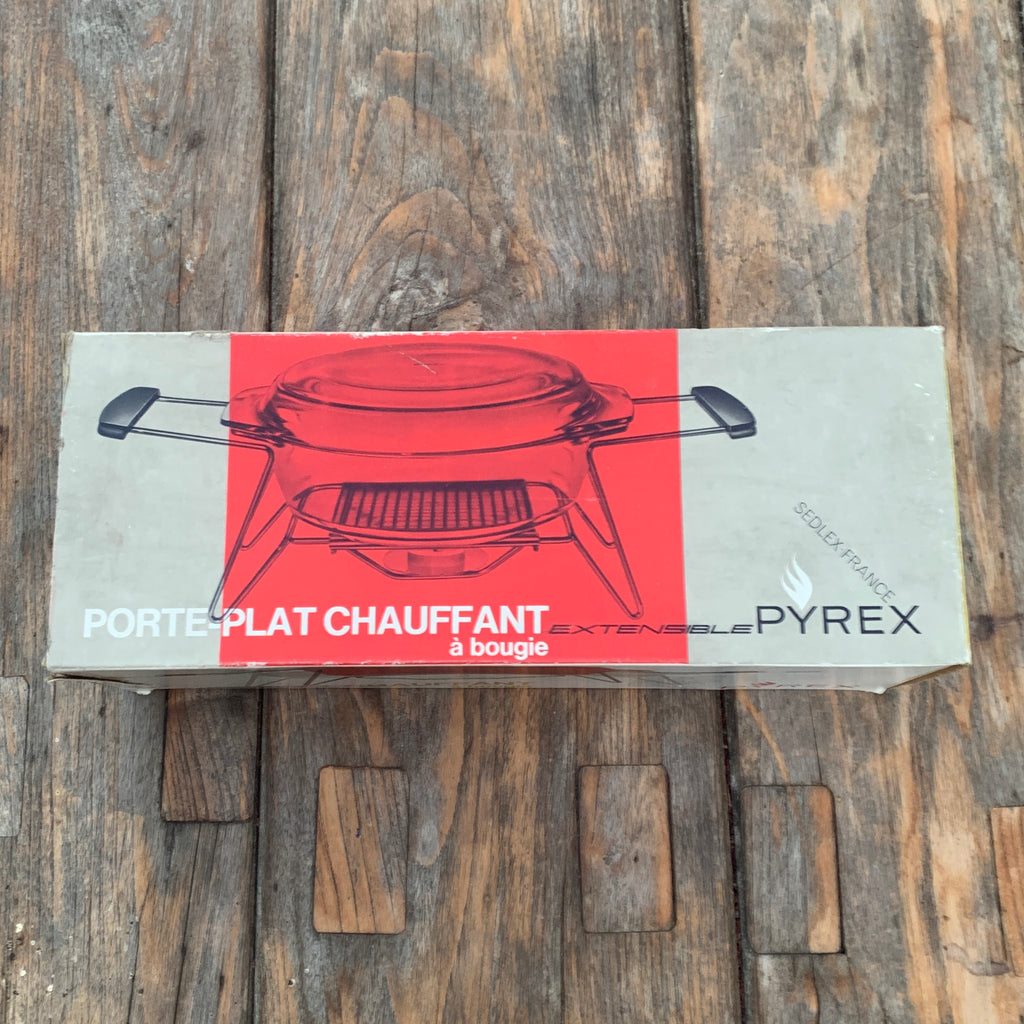 SEDLEX-FRANCE
PORTE-PLAT CHAUFFANT EXTENSIBLE PYREX
à bougie